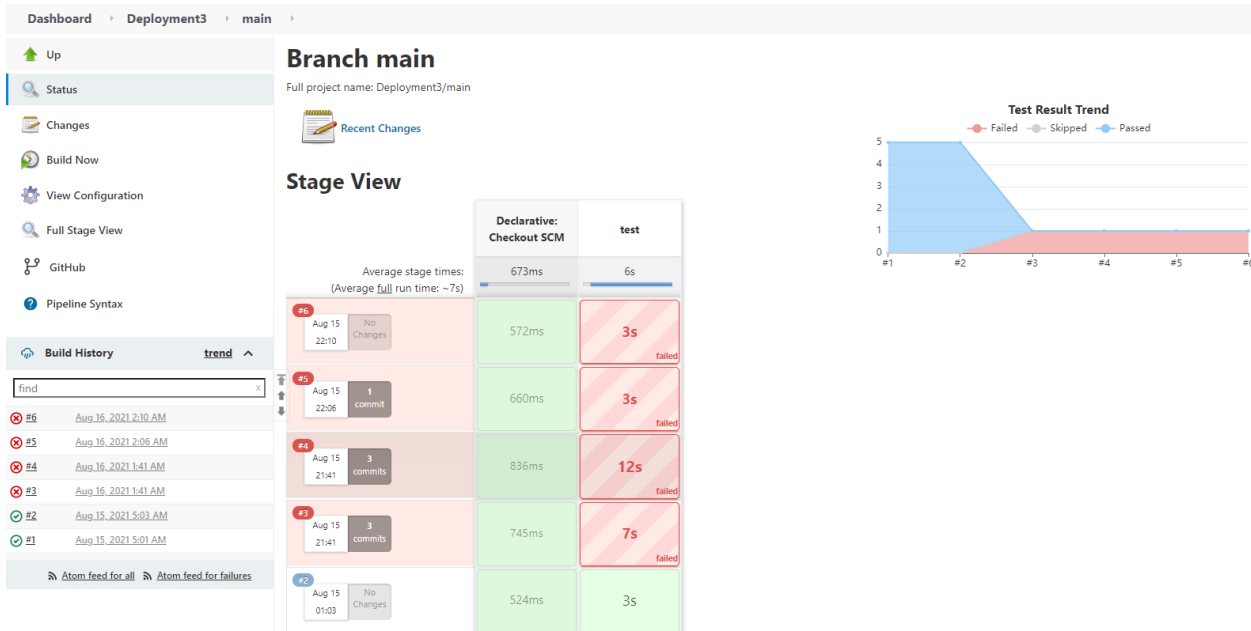 Dashboard
Deployment3
main
Up
Status
Changes
Build Now
View Configuration
Full Stage View
GitHub
Pipeline Syntax
Build History
trend
find
x
#6 Aug 16, 2021 2:10 AM
#5 Aug 16, 2021 2:06 AM
#4 Aug 16, 2021 1:41 AM
#3 Aug 16, 2021 1:41 AM
#2 Aug 15, 2021 5:03 AM
#1 Aug 15, 2021 5:01 AM
Atom feed for all Atom feed for failures
Branch main
Full project name: Deployment3/main
Recent Changes
Stage View
Declarative:
Checkout SCM
test
Average stage times:
(Average full run time: ~7s)
673ms
6s
#6
Aug 15
22:10
No
Changes
572ms
3s
failed
#5
Aug 15
22:06
1
commit
660ms
3s
failed
#4
Aug 15
21:41
3
commits
836ms
12s
failed
#3
Aug 15
21:41
3
commits
745ms
7s
failed
#2
Aug 15
01:03
No
Changes
524ms
3s
Test Result Trend
Failed Skipped Passed
5
4
3
2
1
0
#1 #2 #3 #4 #5